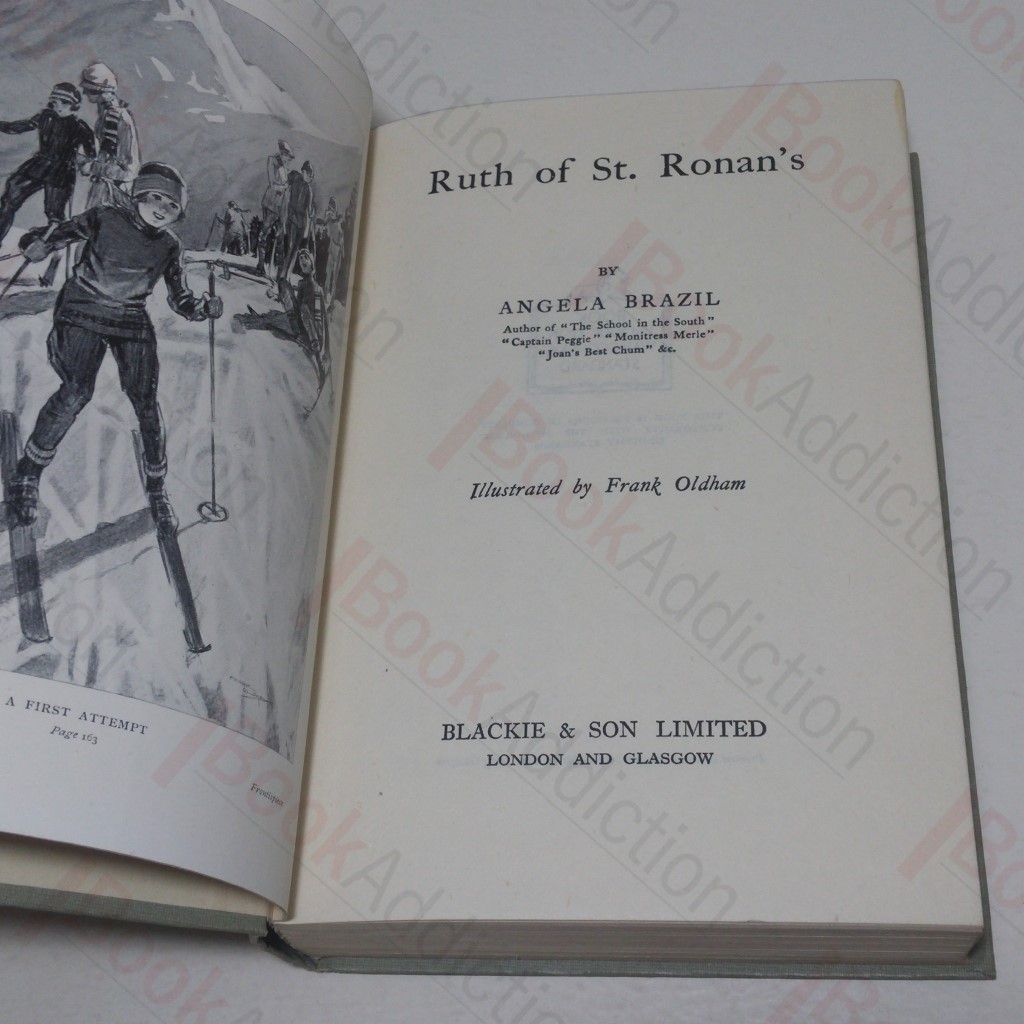 A FIRST ATTEMPT
Page 163
Frontispiece
Ruth of St. Ronan's
BY
ANGELA BRAZIL
Author of "The School in the South"
"Captain Peggie" "Monitress Merle"
"Joan's Best Chum" &c.
Illustrated by Frank Oldham
BLACKIE & SON LIMITED
LONDON AND GLASGOW
BookAddiction